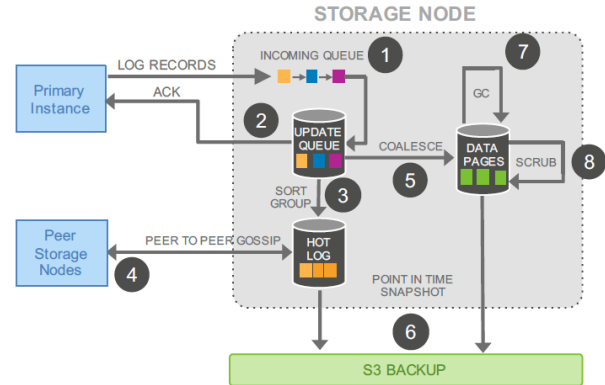 STORAGE NODE
INCOMING QUEUE
1
7
LOG RECORDS
Primary
Instance
ACK
GC
2
UPDATE
QUEUE
COALESCE
DATA
PAGES
SCRUB
8
5
SORT
GROUP
3
Peer
Storage
Nodes
PEER TO PEER GOSSIP
4
HOT
LOG
POINT IN TIME
SNAPSHOT
6
S3 BACKUP